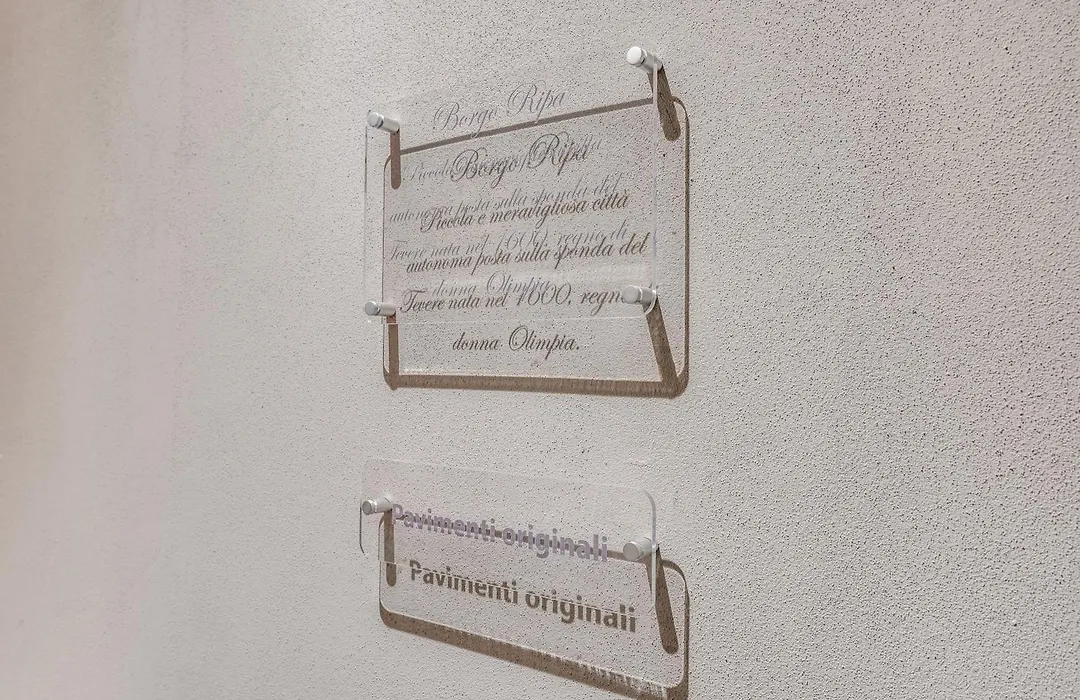 Borgo Ripa
Piccola e meravigliosa città
autonoma posta sulla sponda del
Tevere nata nel 1600, regno di
donna Olimpia.
Pavimenti originali